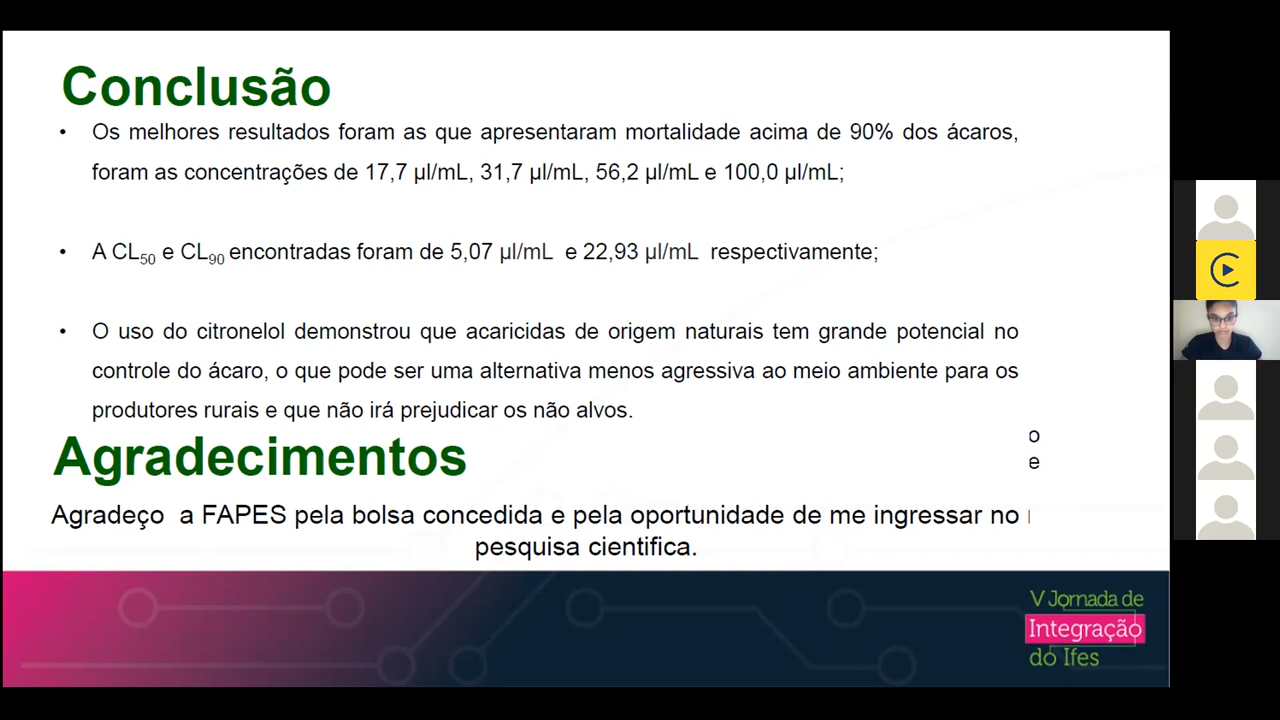 Conclusão
• Os melhores resultados foram as que apresentaram mortalidade acima de 90% dos ácaros,
foram as concentrações de 17,7 µl/mL, 31,7 µl/mL, 56,2 µl/mL e 100,0 µl/mL;
• A CL50 e CL90 encontradas foram de 5,07 µl/mL e 22,93 µl/mL respectivamente;
• O uso do citronelol demonstrou que acaricidas de origem naturais tem grande potencial no
controle do ácaro, o que pode ser uma alternativa menos agressiva ao meio ambiente para os
produtores rurais e que não irá prejudicar os não alvos.
o
e
Agradecimentos
Agradeço a FAPES pela bolsa concedida e pela oportunidade de me ingressar no
pesquisa cientifica.
V Jornada de
Integração
do Ifes